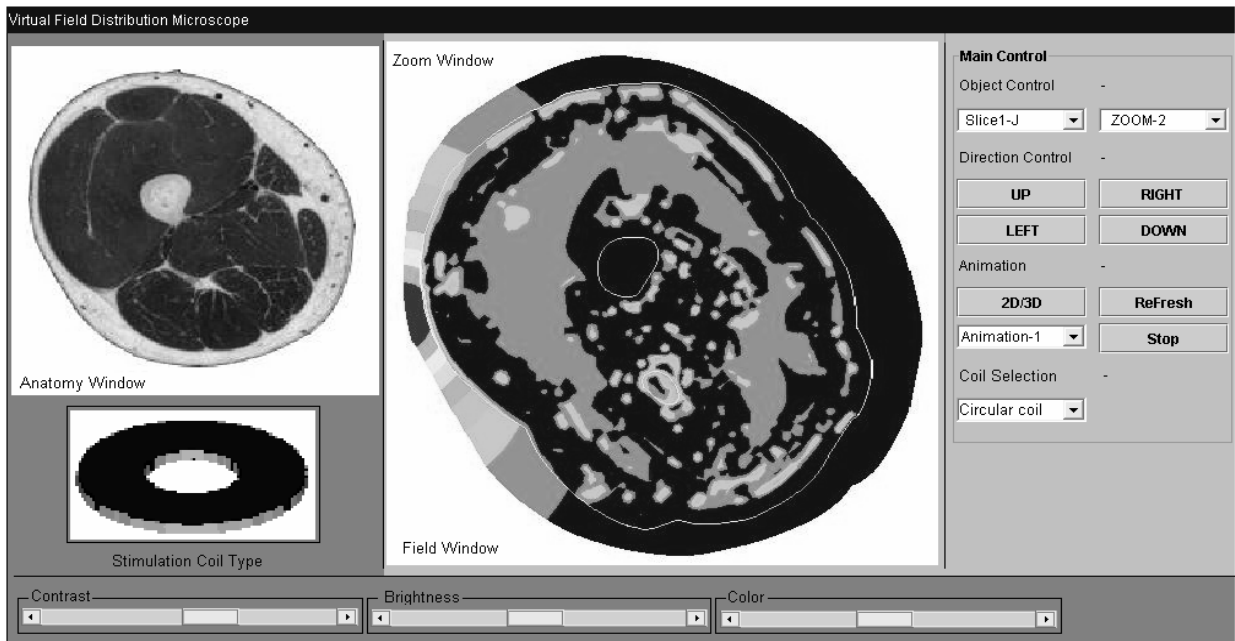 Virtual Field Distribution Microscope
Zoom Window
Anatomy Window
Stimulation Coil Type
Field Window
Main Control
Object Control -
Slice1-J ZOOM-2
Direction Control -
UP RIGHT
LEFT DOWN
Animation -
2D/3D ReFresh
Animation-1 Stop
Coil Selection -
Circular coil
Contrast Brightness Color